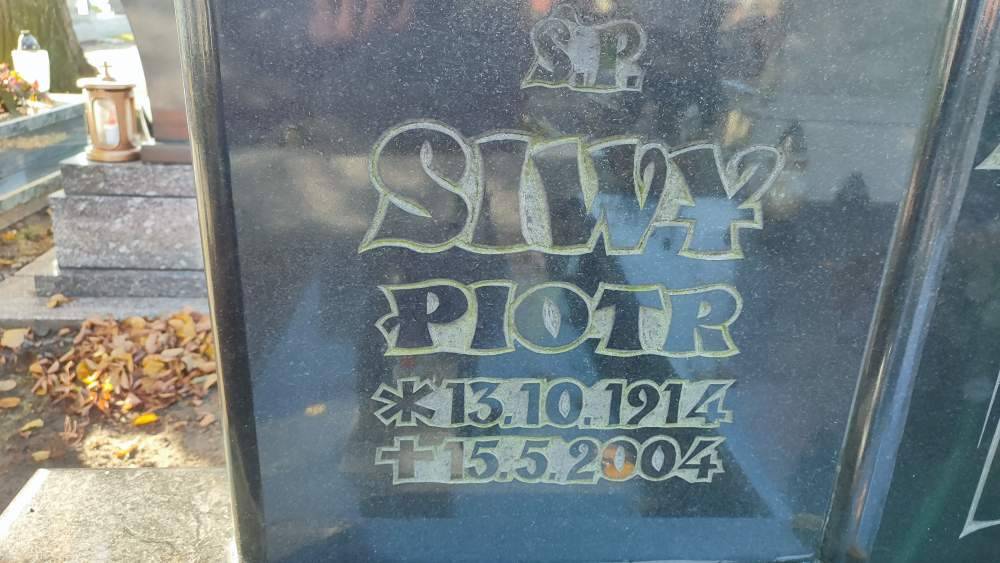 Ś.P.
SIWY
PIOTR
* 13.10.1914
† 15.5.2004